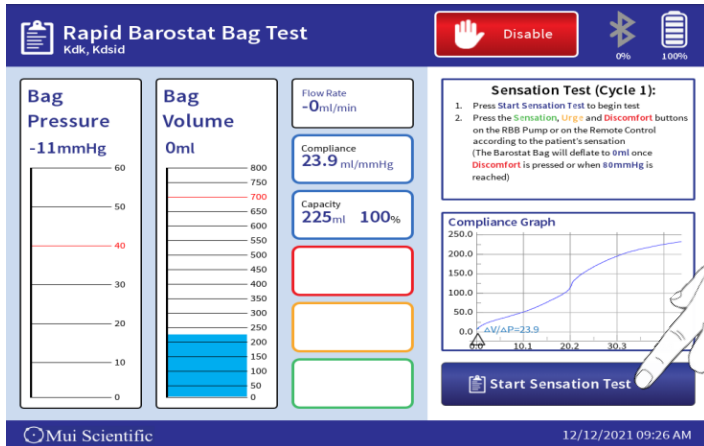 Rapid Barostat Bag Test
Kdk, Kdsid
Disable
0%
100%
Bag
Pressure
-11mmHg
60
50
40
30
20
10
0
Bag
Volume
0ml
800
750
700
650
600
550
500
450
400
350
300
250
200
150
100
50
0
Flow Rate
-0ml/min
Compliance
23.9 ml/mmHg
Capacity
225ml 100%
Sensation Test (Cycle 1):
1. Press Start Sensation Test to begin test
2. Press the Sensation, Urge and Discomfort buttons
on the RBB Pump or on the Remote Control
according to the patient's sensation
(The Barostat Bag will deflate to 0ml once
Discomfort is pressed or when 80mmHg is
reached)
Compliance Graph
250.0
200.0
150.0
100.0
50.0
0.0
△V/△P=23.9
0.0 10.1 20.2 30.3
Start Sensation Test
Mui Scientific
12/12/2021 09:26 AM